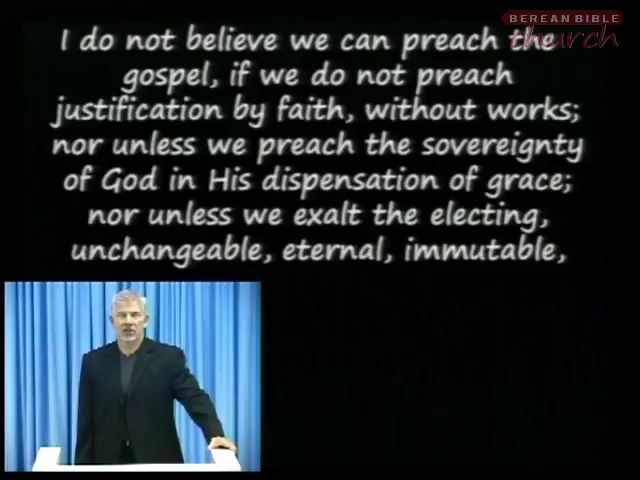 BEREAN BIBLE
church
I do not believe we can preach the
gospel, if we do not preach
justification by faith, without works;
nor unless we preach the sovereignty
of God in His dispensation of grace;
nor unless we exalt the electing,
unchangeable, eternal, immutable,